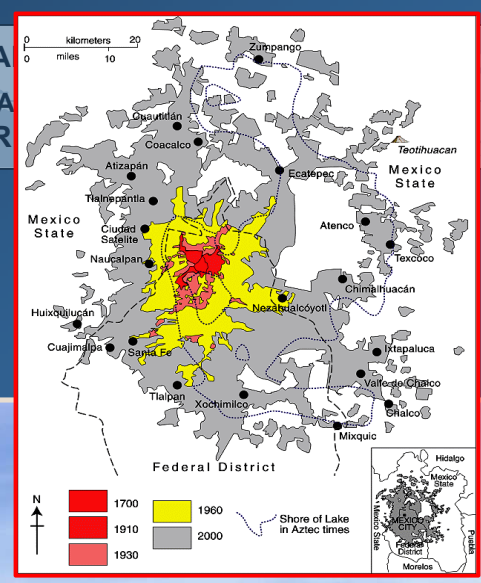 A
A
R
0 kilometers 20
0 miles 10
Zumpango
Cuautitlán
Coacalco
Teotihuacan
Mexico
State
Atizapán
Ecatepec
Tlalnepantla
Mexico
State
Ciudad
Satelite
Atenco
Texcoco
Naucalpan
Chimalhuacán
Nezahualcóyotl
Huixquilucán
Cuajimalpa
Santa Fe
Ixtapaluca
Valle de Chalco
Tlalpan
Xochimilco
Chalco
Mixquic
Federal District
N
1700
1910
1930
1960
2000
Shore of Lake
in Aztec times
Hidalgo
Mexico
State
Mexico State
MEXICO
CITY
Federal
District
Puebla
Morelos